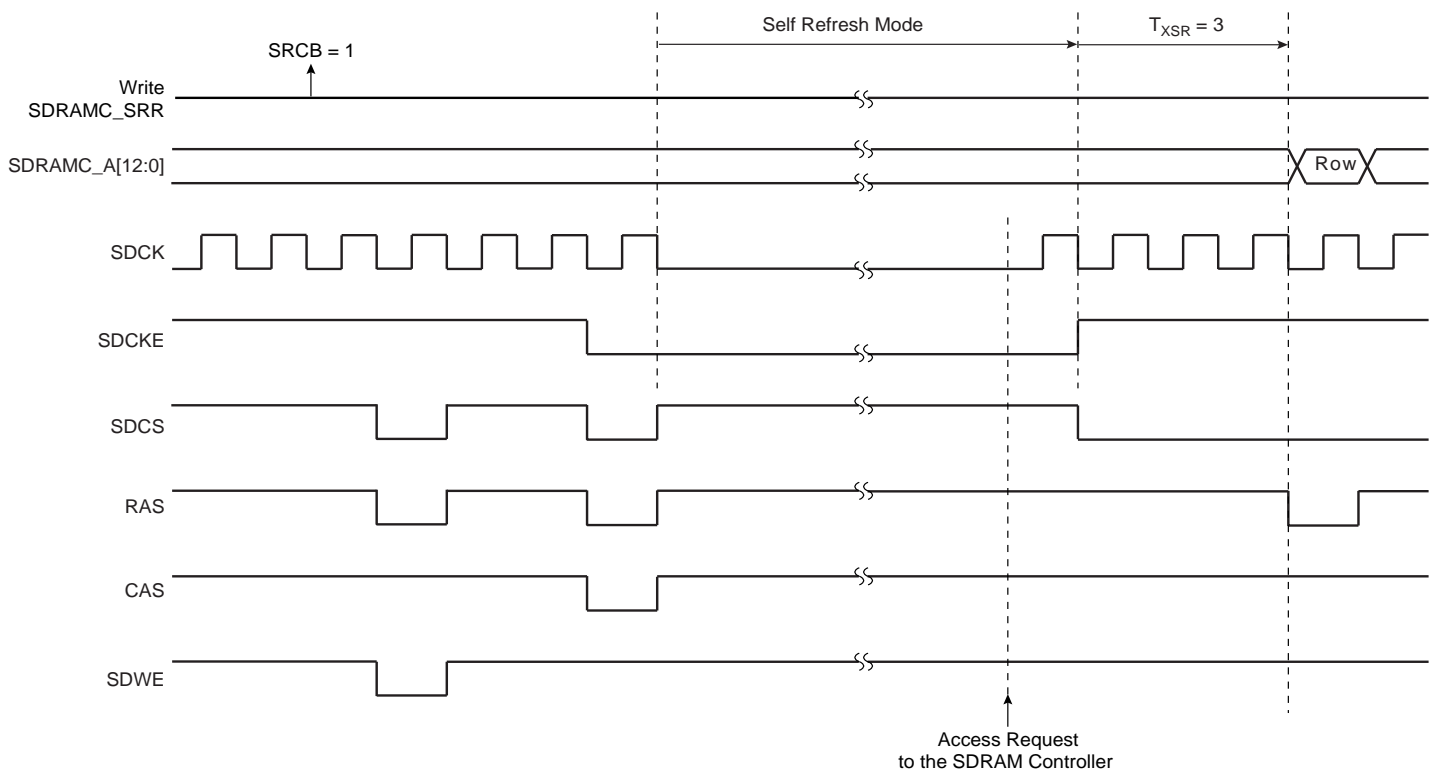 Self Refresh Mode
TXSR = 3
SRCB = 1
Write
SDRAMC_SRR
SDRAMC_A[12:0]
Row
SDCK
SDCKE
SDCS
RAS
CAS
SDWE
Access Request
to the SDRAM Controller